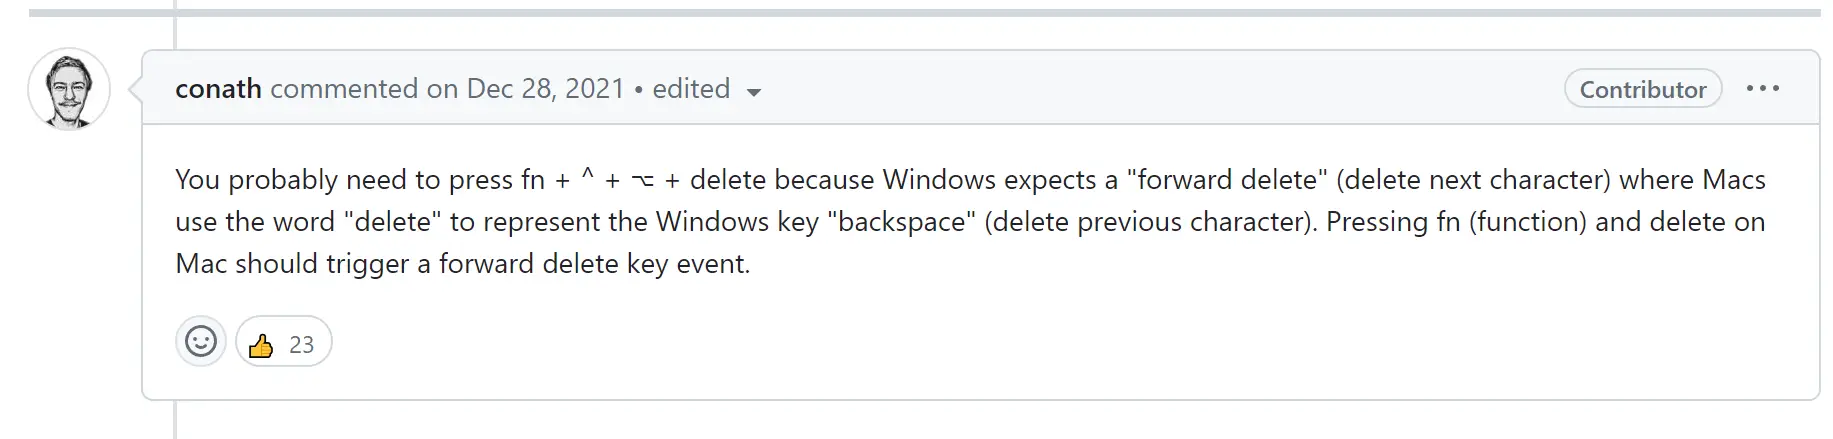 conath commented on Dec 28, 2021 • edited
Contributor
You probably need to press fn + ^ + ⌥ + delete because Windows expects a "forward delete" (delete next character) where Macs
use the word "delete" to represent the Windows key "backspace" (delete previous character). Pressing fn (function) and delete on
Mac should trigger a forward delete key event.
👍 23